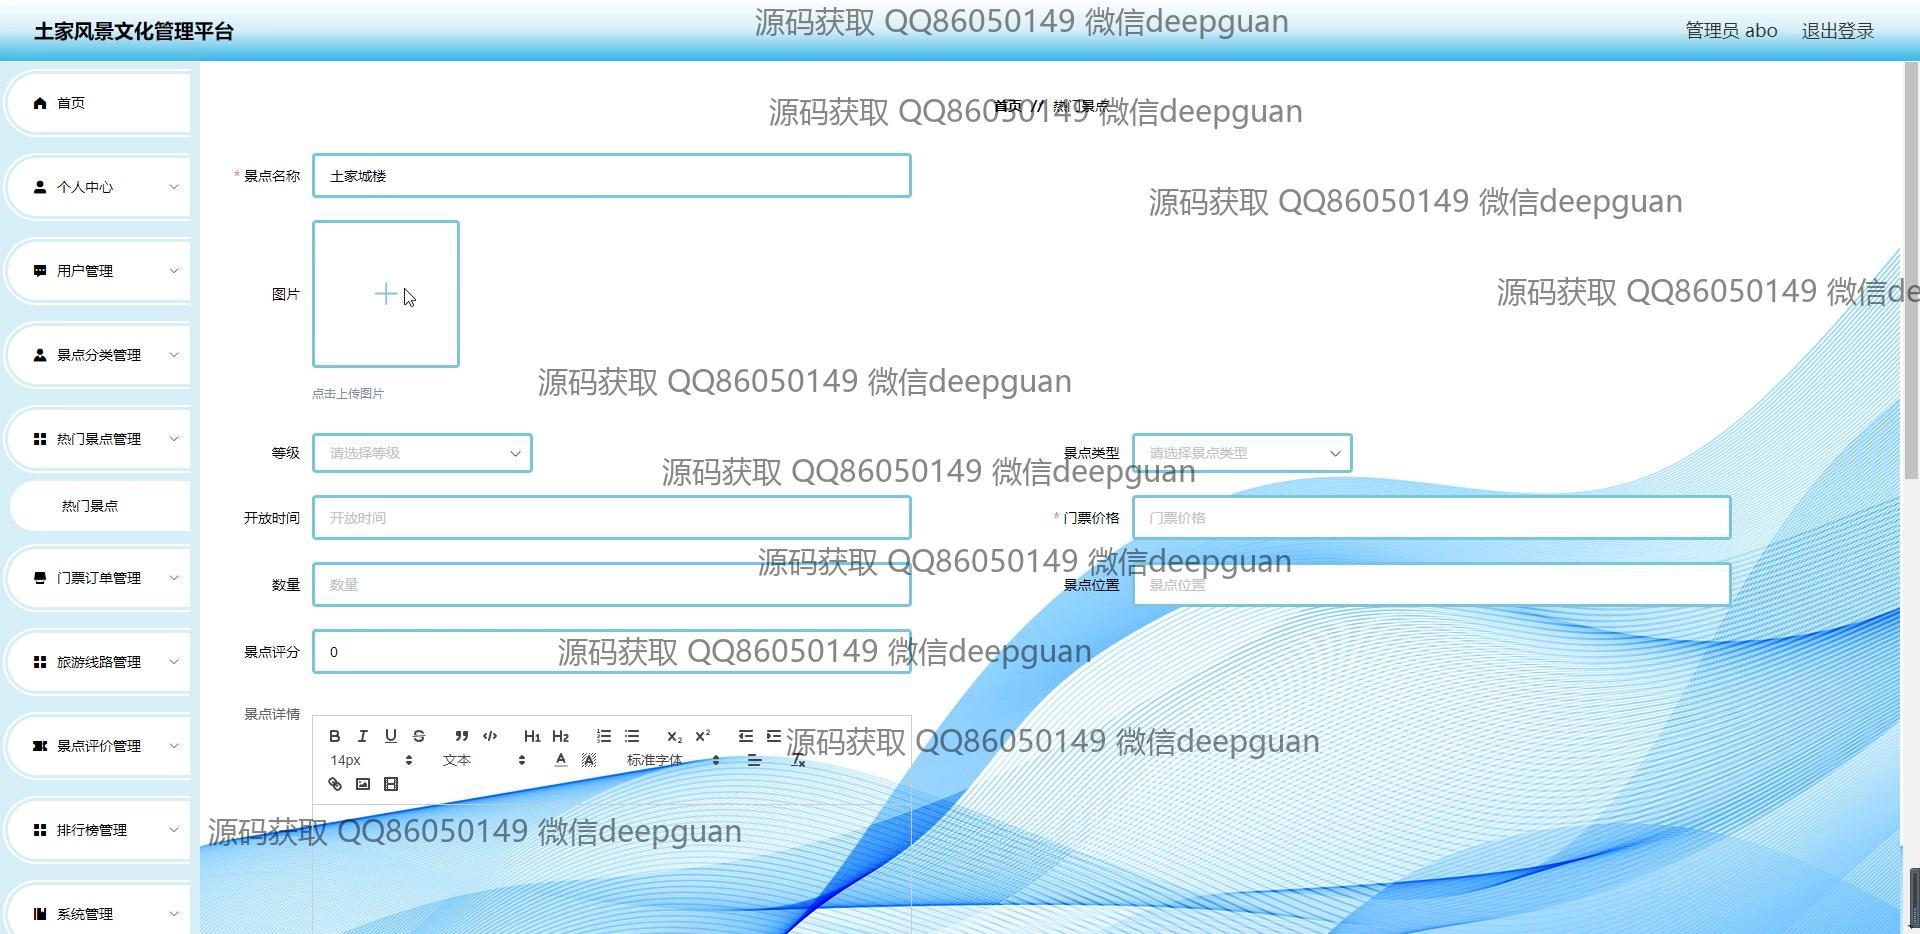 土家风景文化管理平台
源码获取 QQ86050149 微信deepguan
管理员 abo
退出登录
首页
源码获取 QQ86050149 微信deepguan
首页 // 热门景点
* 景点名称
土家城楼
个人中心
源码获取 QQ86050149 微信deepguan
用户管理
图片
源码获取 QQ86050149 微信de
景点分类管理
点击上传图片
源码获取 QQ86050149 微信deepguan
热门景点管理
等级
请选择等级
景点类型
请选择景点类型
源码获取 QQ86050149 微信deepguan
热门景点
开放时间
开放时间
* 门票价格
门票价格
门票订单管理
数量
数量
源码获取 QQ86050149 微信deepguan
景点位置
景点位置
旅游线路管理
景点评分
0
源码获取 QQ86050149 微信deepguan
景点详情
B I U S ” </> H1 H2 X2 X2
源码获取 QQ86050149 微信deepguan
14px 文本 A A 标准字体 Tx
景点评价管理
排行榜管理
源码获取 QQ86050149 微信deepguan
系统管理